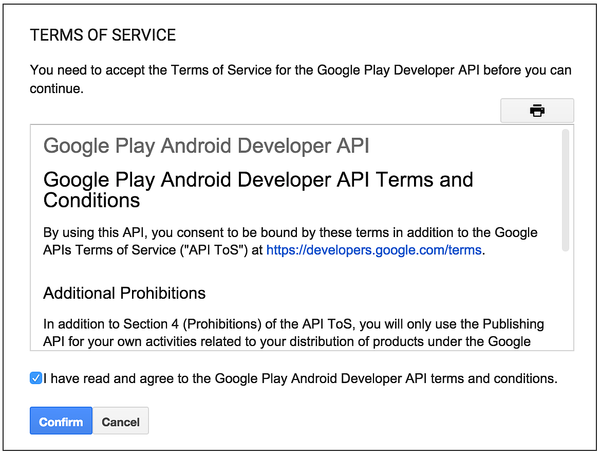 TERMS OF SERVICE
You need to accept the Terms of Service for the Google Play Developer API before you can
continue.
Google Play Android Developer API
Google Play Android Developer API Terms and
Conditions
By using this API, you consent to be bound by these terms in addition to the Google
APIs Terms of Service ("API ToS") at https://developers.google.com/terms.
Additional Prohibitions
In addition to Section 4 (Prohibitions) of the API ToS, you will only use the Publishing
API for your own activities related to your distribution of products under the Google
I have read and agree to the Google Play Android Developer API terms and conditions.
Confirm Cancel